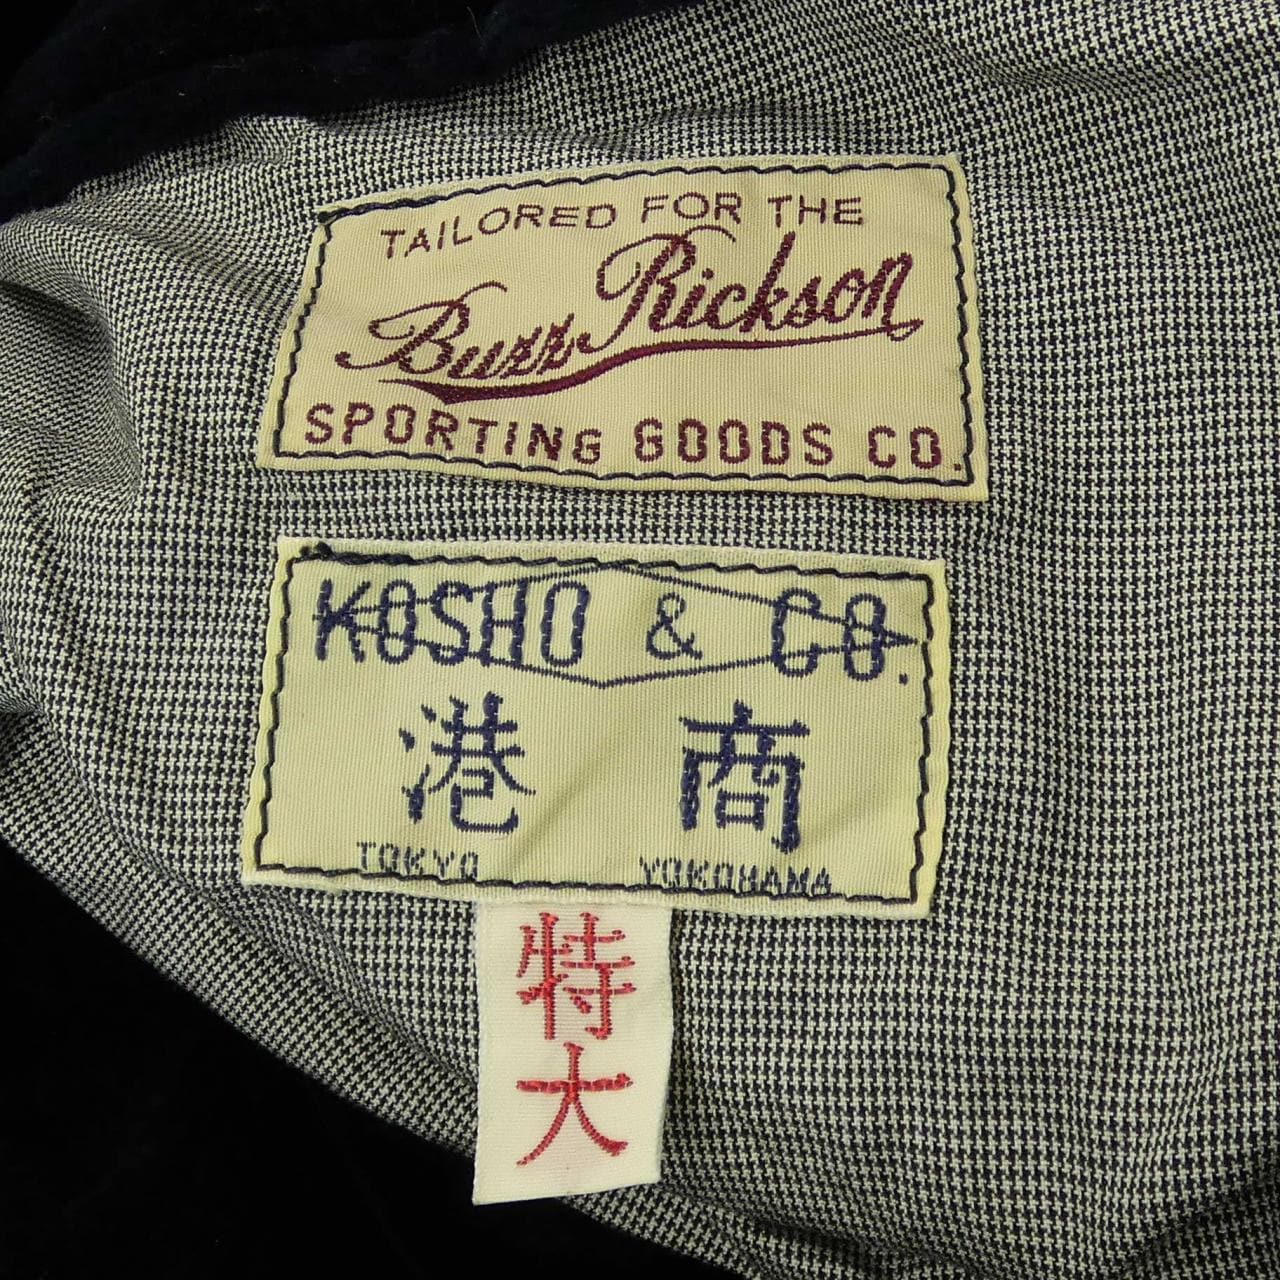 TAILORED FOR THE
Buzz Rickson
SPORTING GOODS CO.
KOSHO & CO.
港 商
TOKYO YOKOHAMA
特大